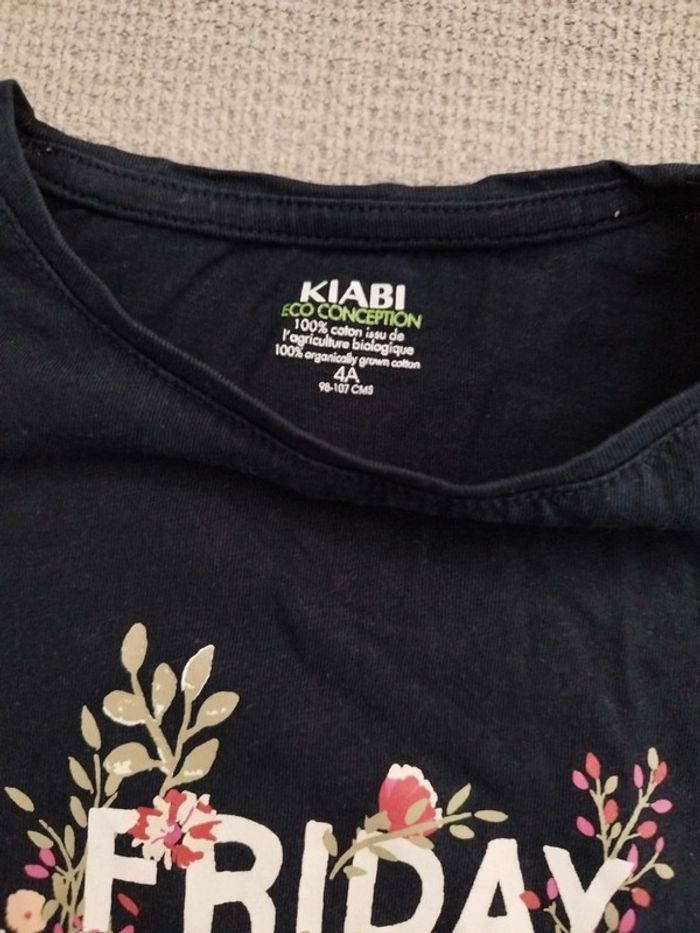 KIABI
ECO CONCEPTION
100% coton issu de
l'agriculture biologique
100% organically grown cotton
4A
98-107 CMS
FRIDAY